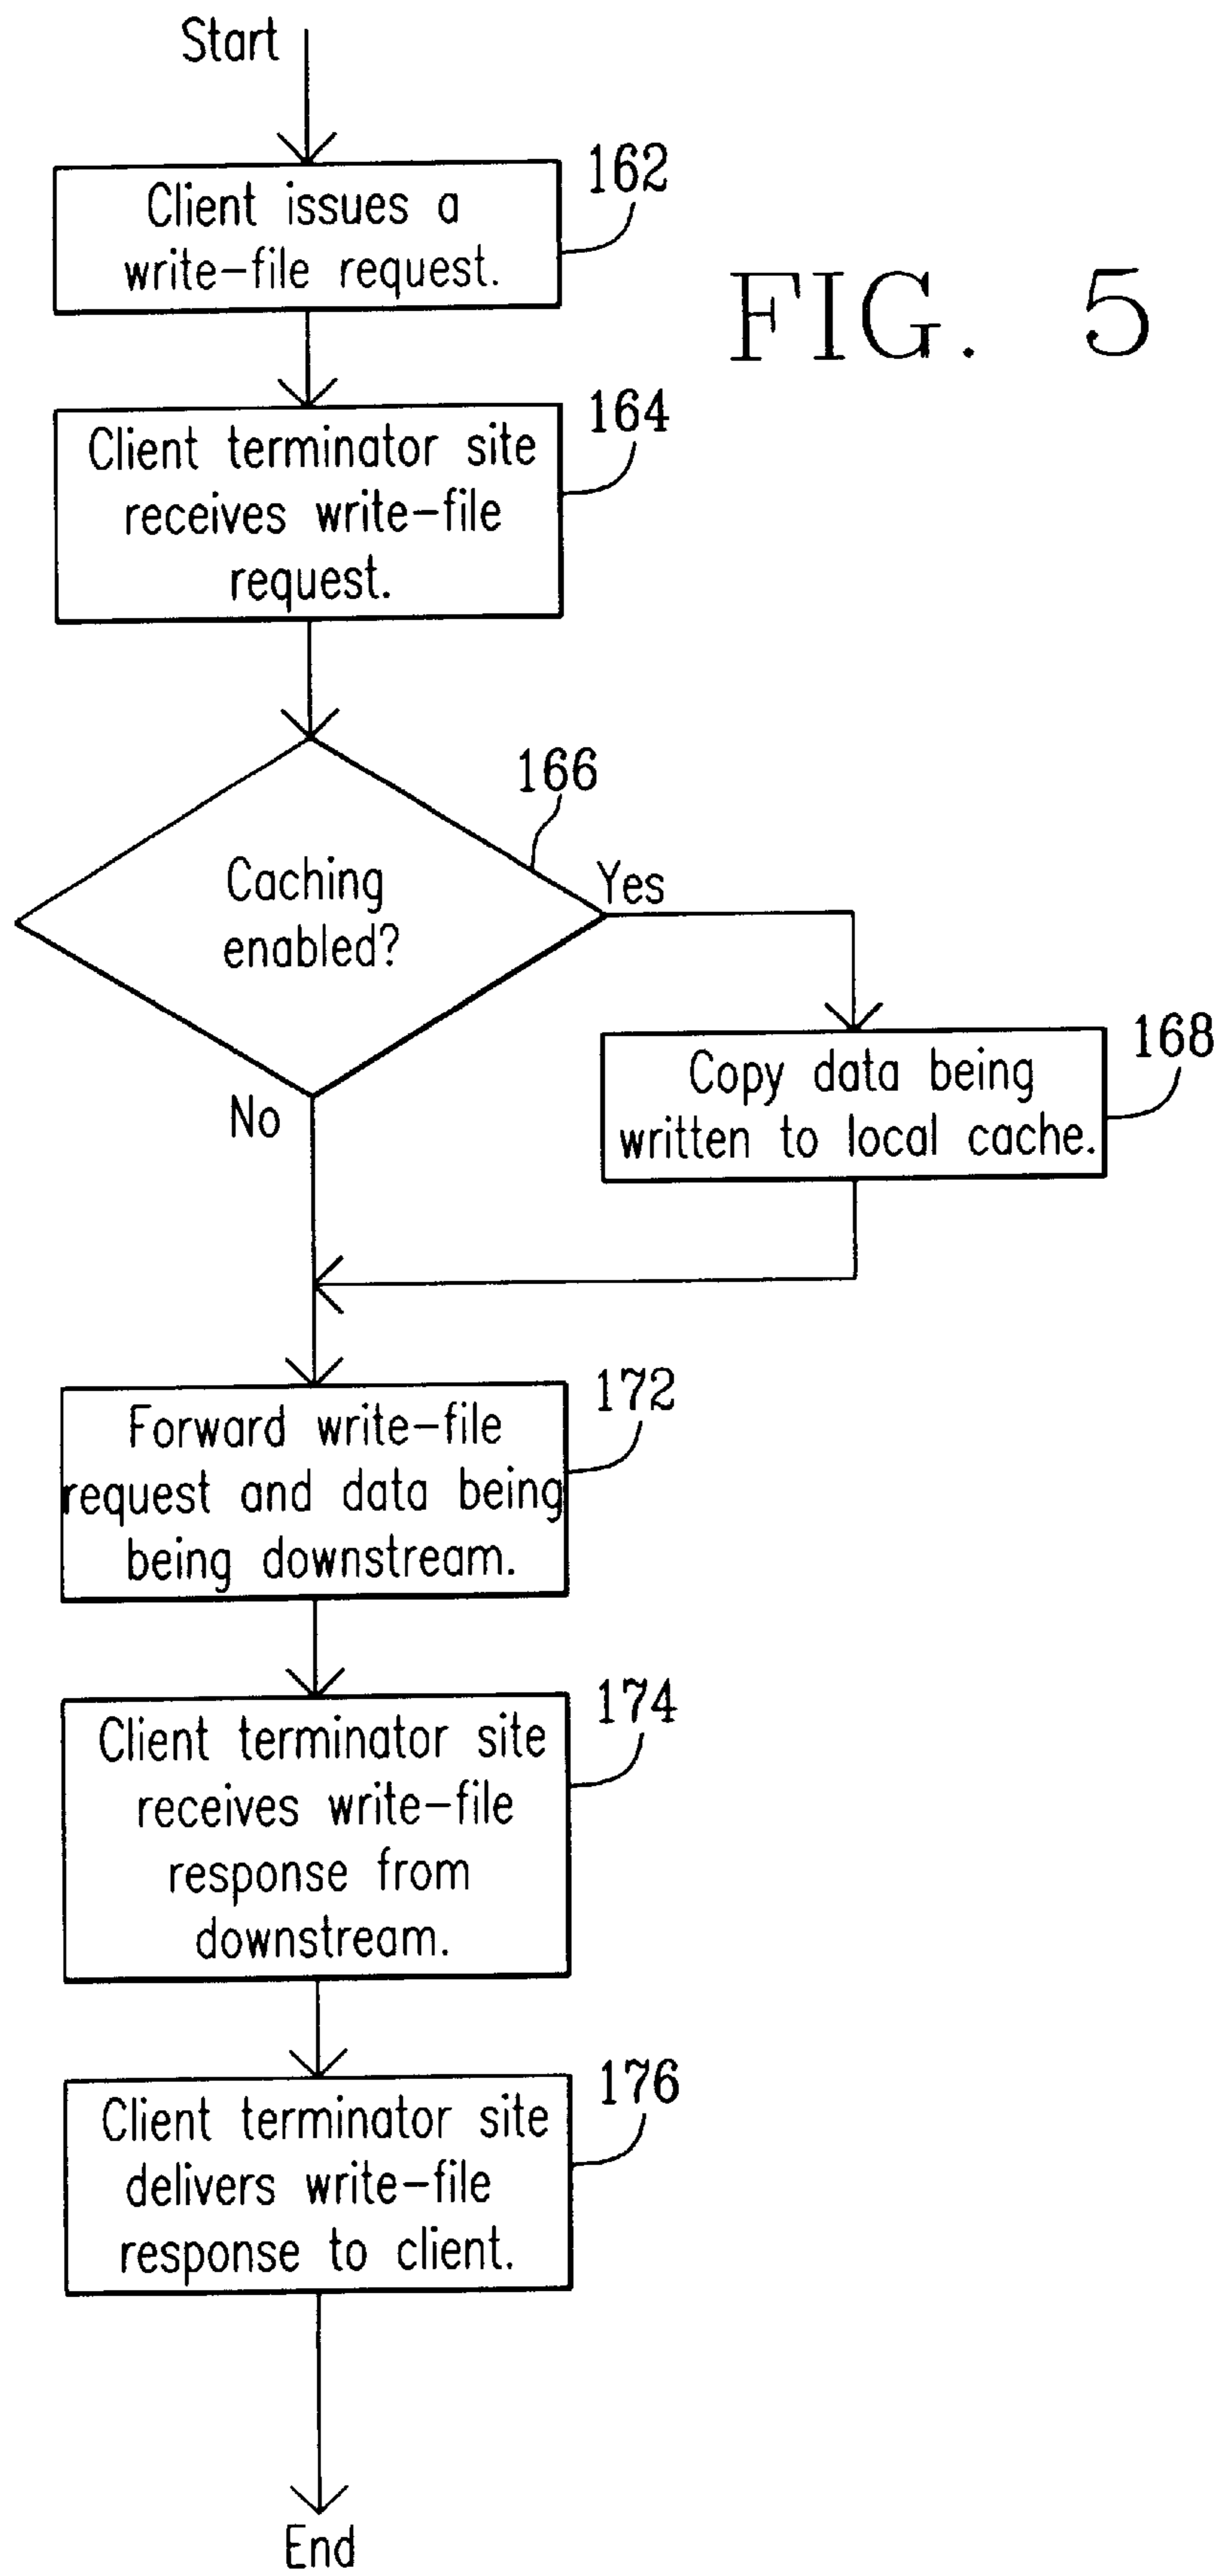 Start
162
Client issues a
write-file request.
FIG. 5
164
Client terminator site
receives write-file
request.
166
Caching
enabled?
Yes
No
168
Copy data being
written to local cache.
172
Forward write-file
request and data being
being downstream.
174
Client terminator site
receives write-file
response from
downstream.
176
Client terminator site
delivers write-file
response to client.
End